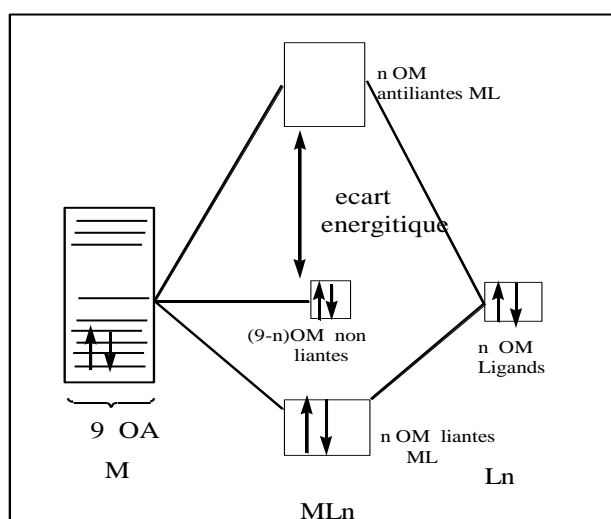 n OM
antiliantes ML
ecart
energitique
(9-n)OM non
liantes
n OM
Ligands
9 OA
n OM liantes
ML
M
Ln
MLn